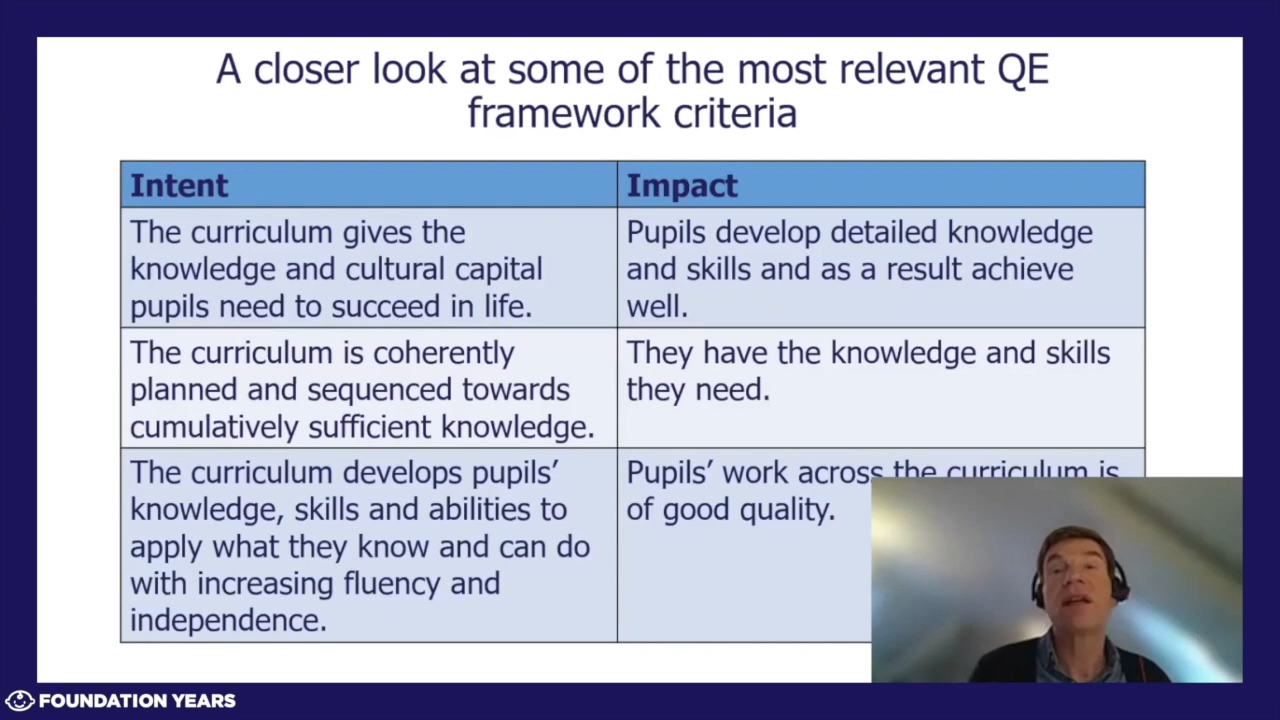 A closer look at some of the most relevant QE
framework criteria
Intent
Impact
The curriculum gives the
knowledge and cultural capital
pupils need to succeed in life.
Pupils develop detailed knowledge
and skills and as a result achieve
well.
The curriculum is coherently
planned and sequenced towards
cumulatively sufficient knowledge.
They have the knowledge and skills
they need.
The curriculum develops pupils’
knowledge, skills and abilities to
apply what they know and can do
with increasing fluency and
independence.
Pupils’ work across the curriculum is
of good quality.
FOUNDATION YEARS